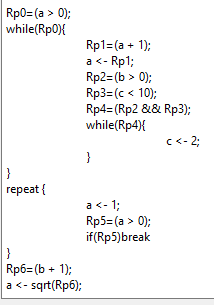 Rp0=(a > 0);
while(Rp0){
Rp1=(a + 1);
a <- Rp1;
Rp2=(b > 0);
Rp3=(c < 10);
Rp4=(Rp2 && Rp3);
while(Rp4){
c <- 2;
}
}
repeat {
a <- 1;
Rp5=(a > 0);
if(Rp5)break
}
Rp6=(b + 1);
a <- sqrt(Rp6);